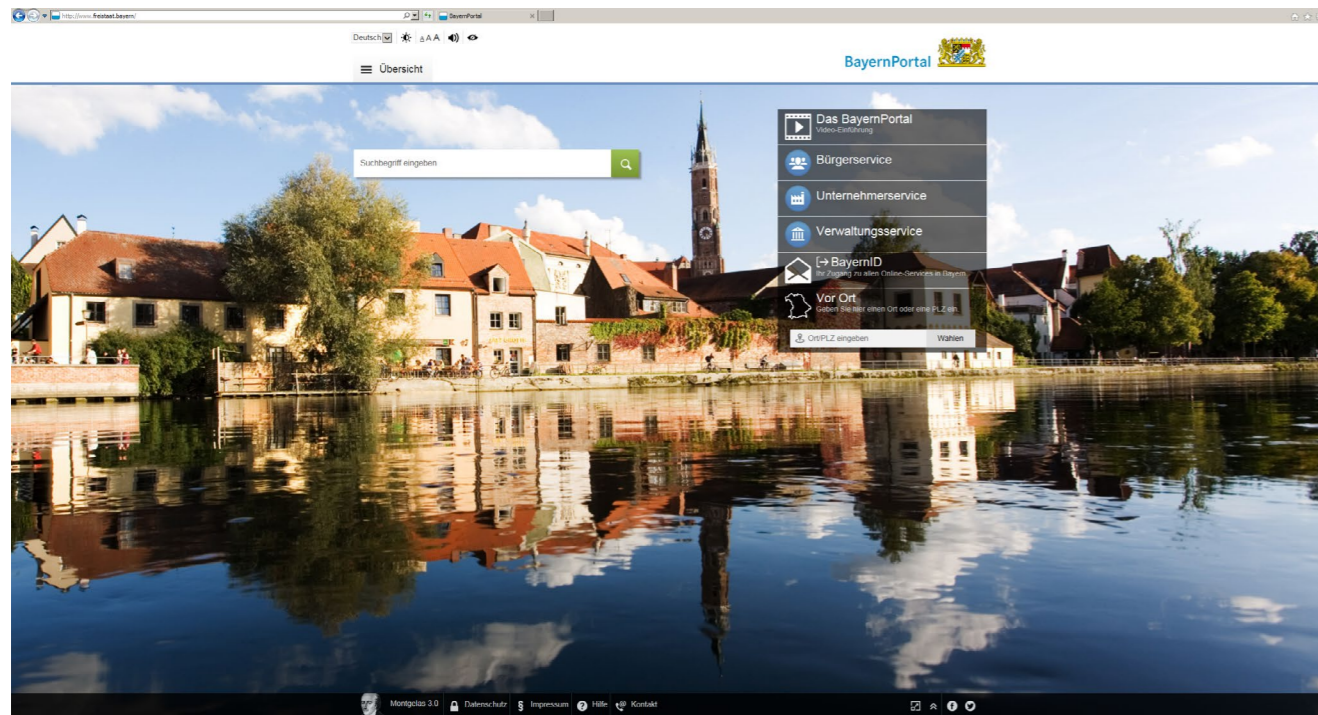 http://www.freistaat.bayern/
BayernPortal
Deutsch
A A A
Übersicht
BayernPortal
Suchbegriff eingeben
Das BayernPortal
Video-Einführung
Bürgerservice
Unternehmerservice
Verwaltungsservice
BayernID
Ihr Zugang zu allen Online-Services in Bayern
Vor Ort
Geben Sie hier einen Ort oder eine PLZ ein.
Ort/PLZ eingeben Wählen
Montgelas 3.0 Datenschutz § Impressum ? Hilfe Kontakt